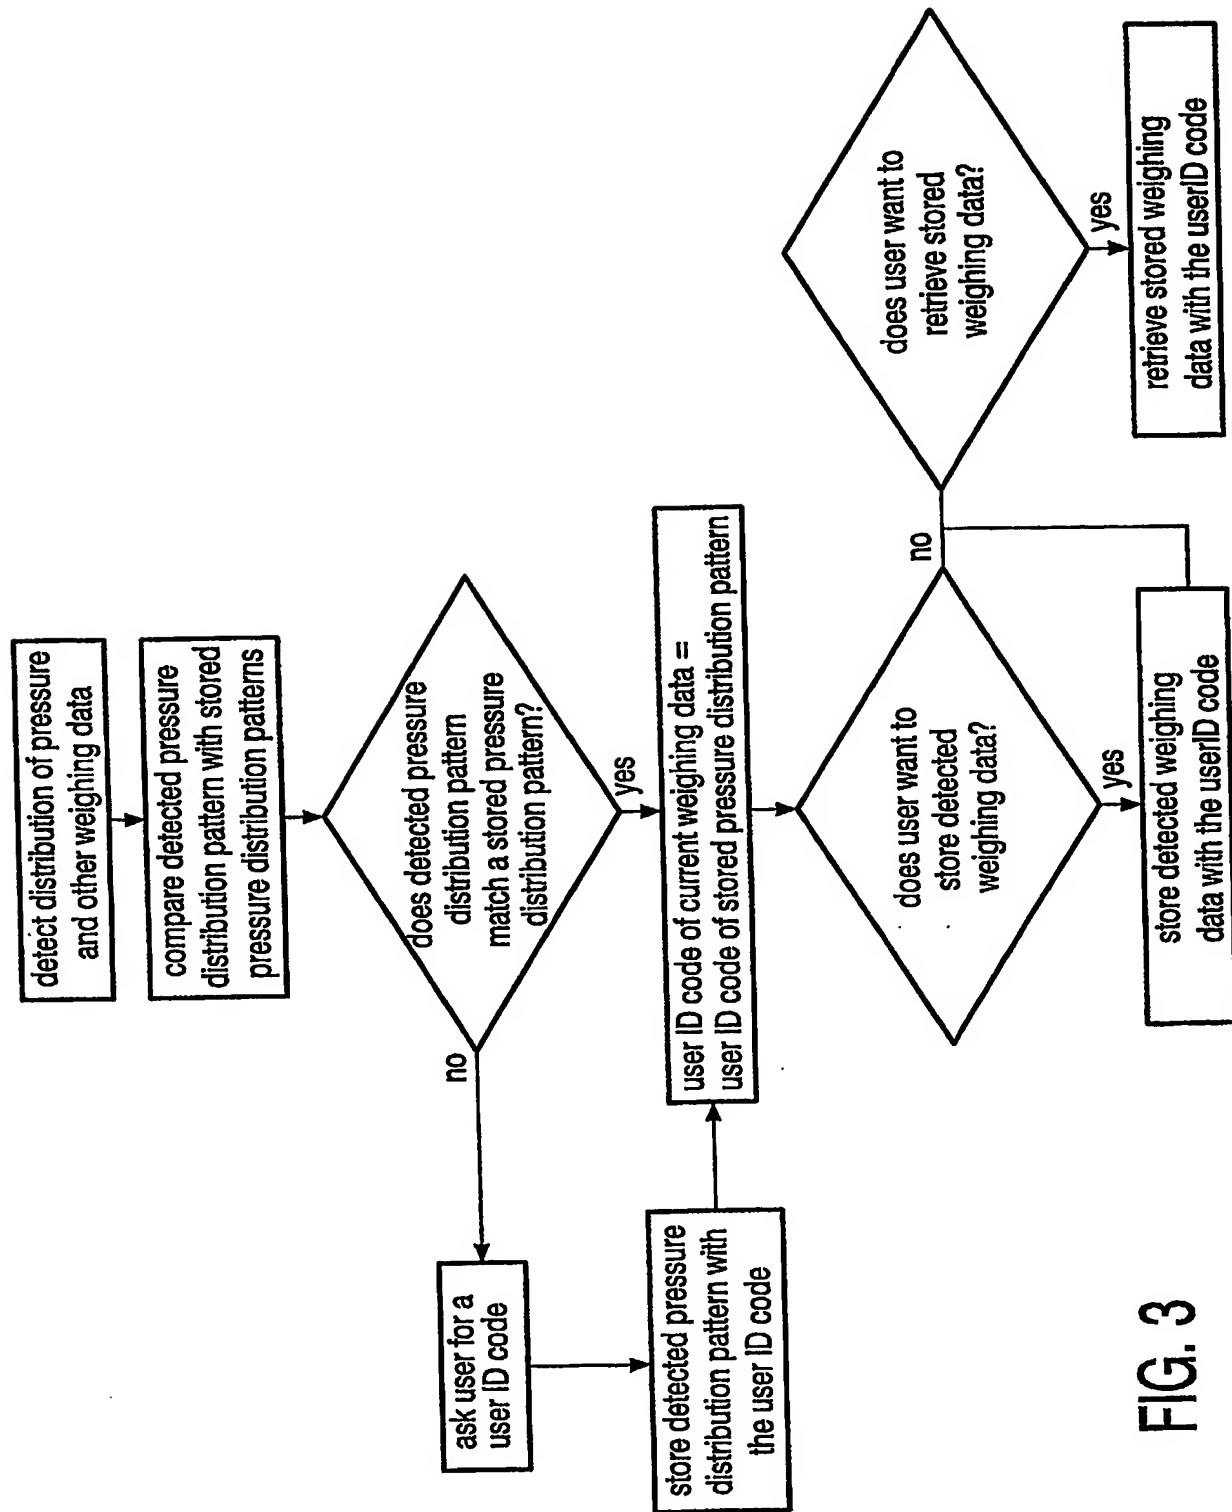 detect distribution of pressure
and other weighing data
compare detected pressure
distribution pattern with stored
pressure distribtion patterns
does detected pressure
distribution pattern
match a stored pressure
distribution pattern?
no
yes
ask user for a
user ID code
store detected pressure
distribution pattern with
the user ID code
user ID code of current weighing data =
user ID code of stored pressure distribution pattern
does user want to
store detected
weighing data?
no
yes
store detected weighing
data with the userID code
does user want to
retrieve stored
weighing data?
yes
retrieve stored weighing
data with the userID code
FIG. 3